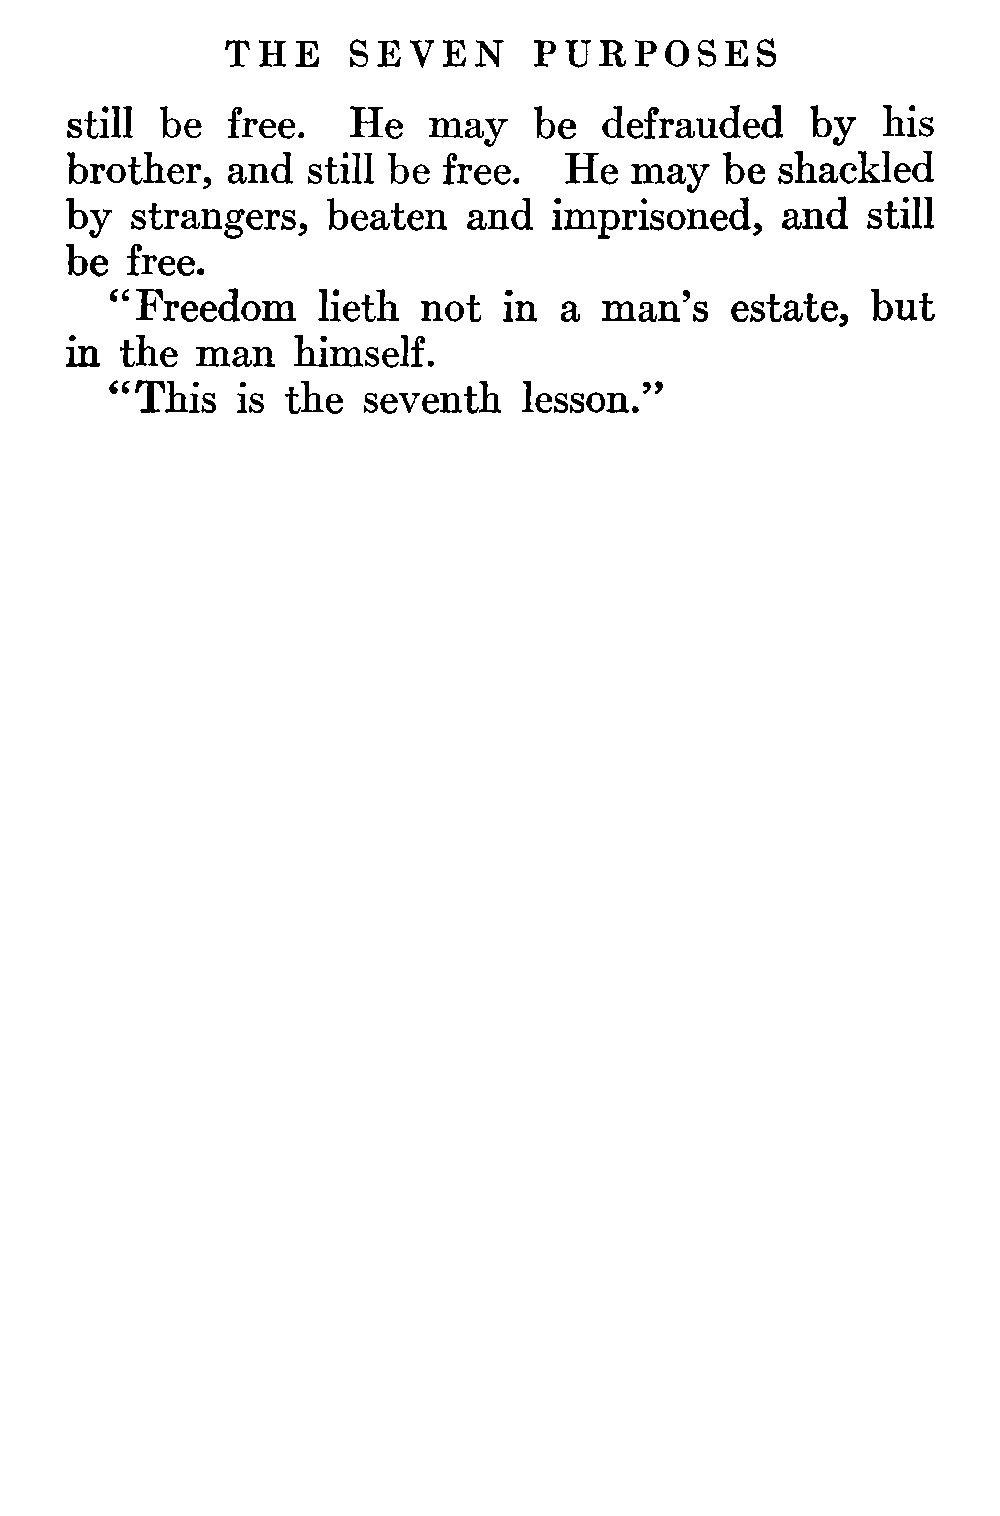 THE SEVEN PURPOSES
still be free. He may be defrauded by his
brother, and still be free. He may be shackled
by strangers, beaten and imprisoned, and still
be free.
“Freedom lieth not in a man’s estate, but
in the man himself.
“This is the seventh lesson.”